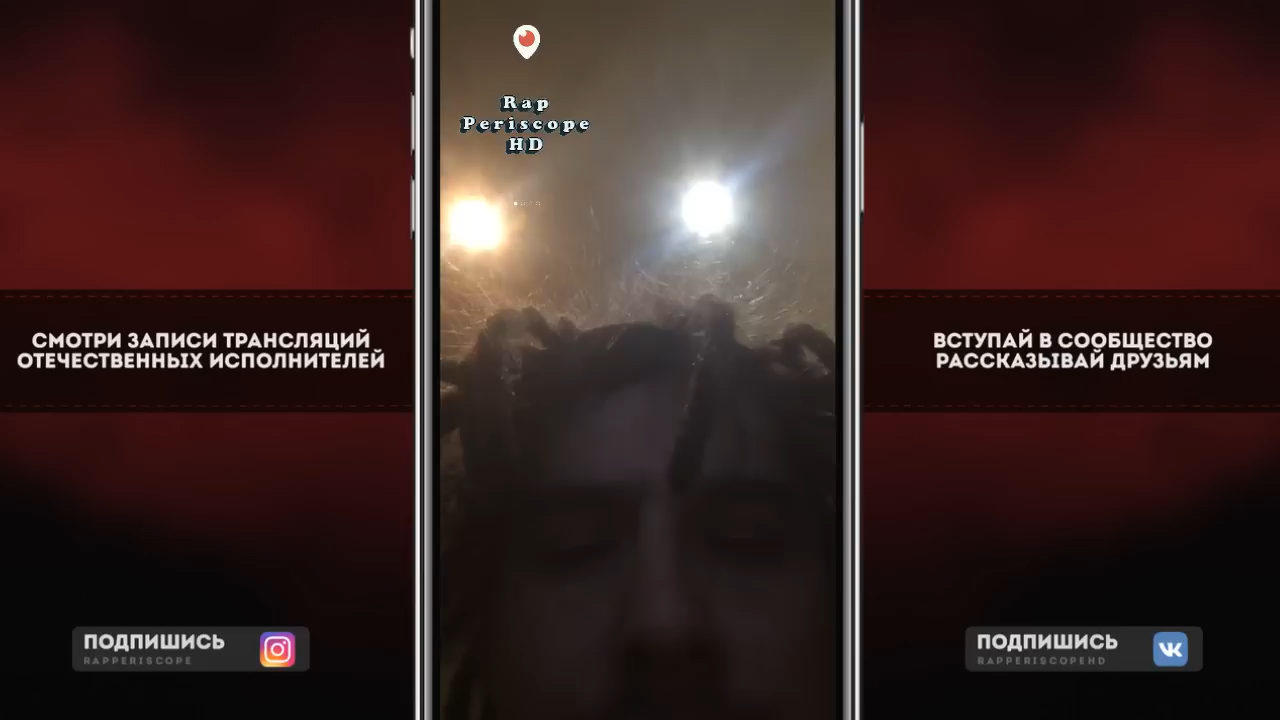 Rap
Periscope
HD
СМОТРИ ЗАПИСИ ТРАНСЛЯЦИЙ
ОТЕЧЕСТВЕННЫХ ИСПОЛНИТЕЛЕЙ
ВСТУПАЙ В СООБЩЕСТВО
РАССКАЗЫВАЙ ДРУЗЬЯМ
ПОДПИШИСЬ
RAPPERISCOPE
ПОДПИШИСЬ
RAPPERISCOPEHD